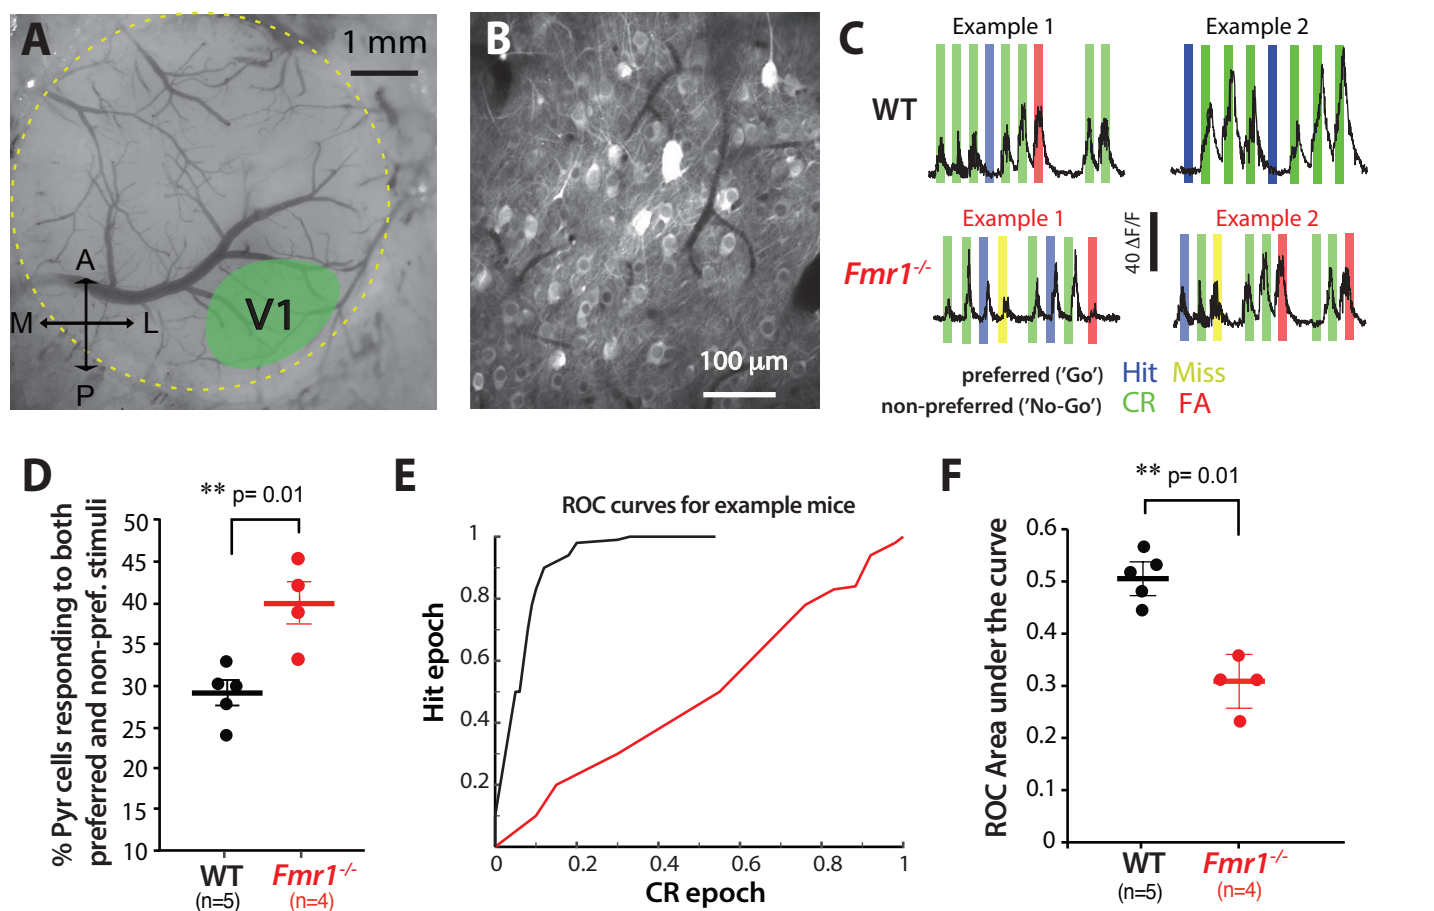 A
1 mm
A
M
L
P
V1
B
100 µm
C
Example 1
Example 2
WT
Example 1
Example 2
Fmr1-/-
40 ΔF/F
preferred ('Go') Hit Miss
non-preferred ('No-Go') CR FA
D
** p= 0.01
% Pyr cells responding to both
preferred and non-pref. stimuli
50
45
40
35
30
25
20
15
10
WT
(n=5)
Fmr1-/-
(n=4)
E
ROC curves for example mice
Hit epoch
1
0.8
0.6
0.4
0.2
0 0.2 0.4 0.6 0.8 1
CR epoch
F
** p= 0.01
ROC Area under the curve
0.6
0.5
0.4
0.3
0.2
0.1
0
WT
(n=5)
Fmr1-/-
(n=4)